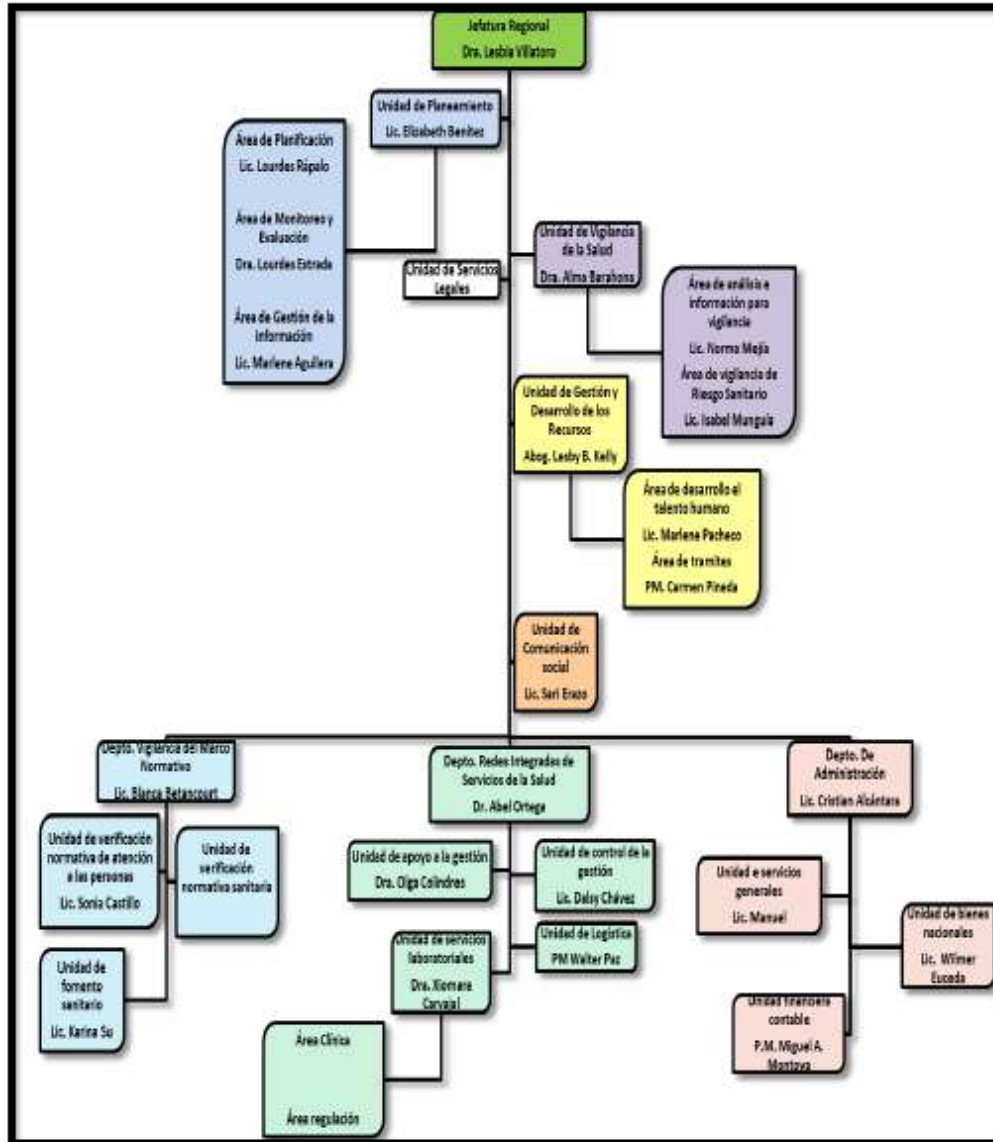 Jefatura Regional
Dra. Lesbia Villatoro
Unidad de Planeamiento
Lic. Elizabeth Benites
Área de Planificación
Lic. Lourdes Rápalo
Área de Monitoreo y
Evaluación
Dra. Lourdes Estrada
Área de Gestión de la
Información
Lic. Marlene Aguilera
Unidad de Vigilancia
de la Salud
Dra. Alma Barahona
Unidad de Servicios
Legales
Área de análisis e
información para
vigilancia
Lic. Norma Mejía
Área de vigilancia de
Riesgo Sanitario
Lic. Isabel Munguía
Unidad de Gestión y
Desarrollo de los
Recursos
Abog. Lesby B. Kelly
Área de desarrollo el
talento humano
Lic. Marlene Pacheco
Área de tramites
PM. Carmen Pineda
Unidad de
Comunicación
social
Lic. Sari Erazo
Depto. Vigilancia del Marco
Normativo
Lic. Blanca Betancourt
Unidad de verificación
normativa de atención
a las personas
Lic. Sonia Castillo
Unidad de
verificación
normativa sanitaria
Unidad de
fomento
sanitario
Lic. Karina Su
Depto. Redes Integradas de
Servicios de la Salud
Dr. Abel Ortega
Unidad de apoyo a la gestión
Dra. Olga Colindres
Unidad de control de la
gestión
Lic. Daisy Chávez
Unidad de servicios
laboratoriales
Dra. Xiomara
Carvajal
Unidad de Logística
PM Walter Paz
Área Clínica
Área regulación
Depto. De
Administración
Lic. Cristian Alcántara
Unidad e servicios
generales
Lic. Manuel
Unidad de bienes
nacionales
Lic. Wilmer
Euceda
Unidad financiera
contable
P.M. Miguel A.
Montoya